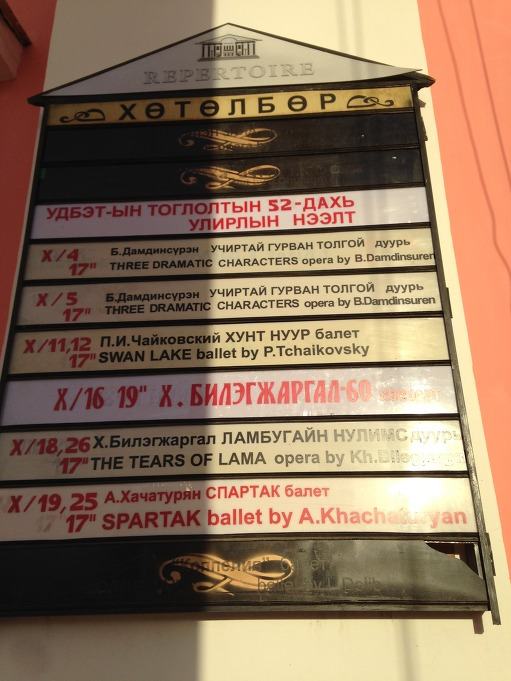 REPERTOIRE
ХӨТӨЛБӨР
УДБЭТ-ЫН ТОГЛОЛТЫН 52-ДАХЬ
УЛИРЛЫН НЭЭЛТ
X/4 Б.Дамдинсүрэн УЧИРТАЙ ГУРВАН ТОЛГОЙ дуурь
17" THREE DRAMATIC CHARACTERS opera by B.Damdinsuren
X/5 Б.Дамдинсүрэн УЧИРТАЙ ГУРВАН ТОЛГОЙ дуурь
17" THREE DRAMATIC CHARACTERS opera by B.Damdinsuren
X/11,12 П.И.Чайковский ХУНТ НУУР балет
17" SWAN LAKE ballet by P.Tchaikovsky
X/16 19" Х.БИЛЭГЖАРГАЛ-60
X/18,26 Х.Билэгжаргал ЛАМБУГАЙН НУЛИМС дуурь
17" THE TEARS OF LAMA opera by
X/19,25 А.Хачатурян СПАРТАК балет
17" SPARTAK ballet by A.Khachaturyan